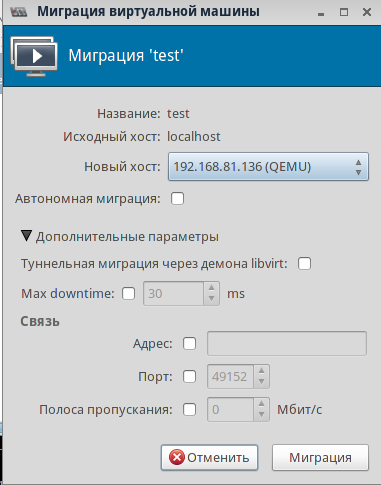 Миграция виртуальной машины
Миграция 'test'
Название: test
Исходный хост: localhost
Новый хост: 192.168.81.136 (QEMU)
Автономная миграция:
Дополнительные параметры
Туннельная миграция через демона libvirt:
Max downtime: 30 ms
Связь
Адрес:
Порт: 49152
Полоса пропускания: 0 Мбит/с
Отменить Миграция